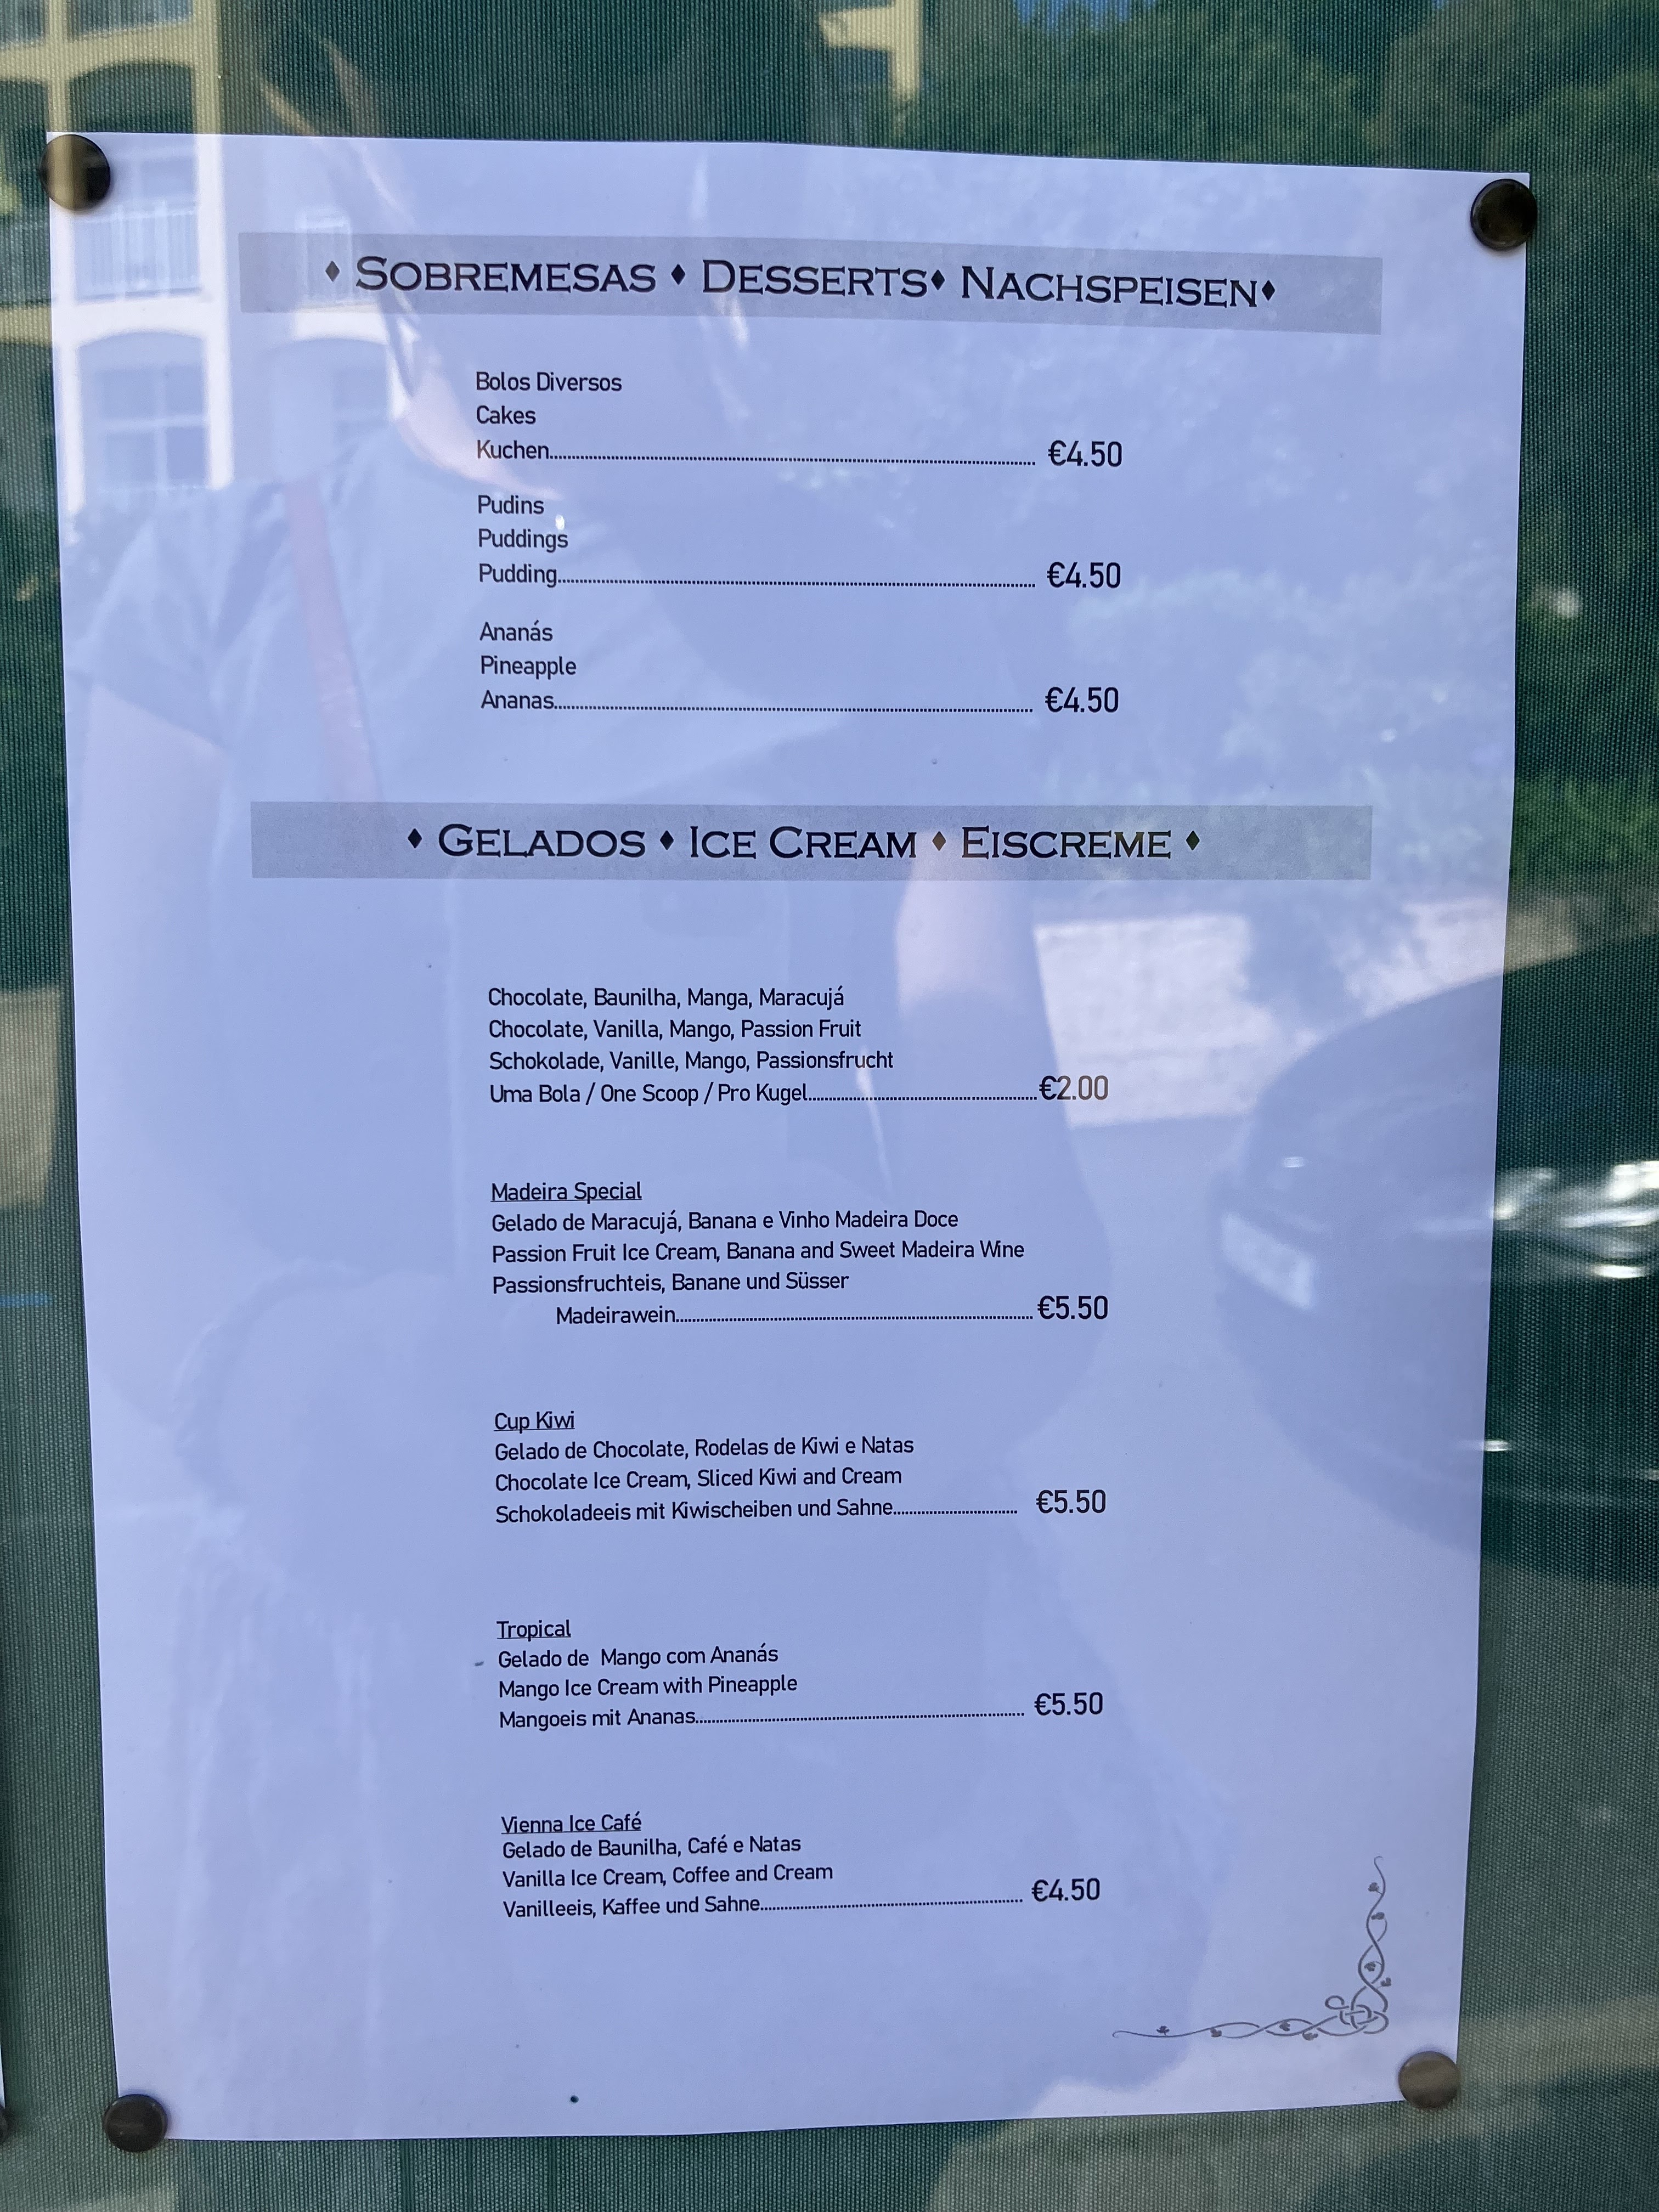 ♦ SOBREMESAS ♦ DESSERTS♦ NACHSPEISEN♦
Bolos Diversos
Cakes
Kuchen........ €4.50
Pudins
Puddings
Pudding........ €4.50
Ananás
Pineapple
Ananas........ €4.50
♦ GELADOS ♦ ICE CREAM ♦ EISCREME ♦
Chocolate, Baunilha, Manga, Maracujá
Chocolate, Vanilla, Mango, Passion Fruit
Schokolade, Vanille, Mango, Passionsfrucht
Uma Bola / One Scoop / Pro Kugel........€2.00
Madeira Special
Gelado de Maracujá, Banana e Vinho Madeira Doce
Passion Fruit Ice Cream, Banana and Sweet Madeira Wine
Passionsfruchteis, Banane und Süsser
Madeirawein........€5.50
Cup Kiwi
Gelado de Chocolate, Rodelas de Kiwi e Natas
Chocolate Ice Cream, Sliced Kiwi and Cream
Schokoladeeis mit Kiwischeiben und Sahne........ €5.50
Tropical
Gelado de Mango com Ananás
Mango Ice Cream with Pineapple
Mangoeis mit Ananas........ €5.50
Vienna Ice Café
Gelado de Baunilha, Café e Natas
Vanilla Ice Cream, Coffee and Cream
Vanilleeis, Kaffee und Sahne........ €4.50